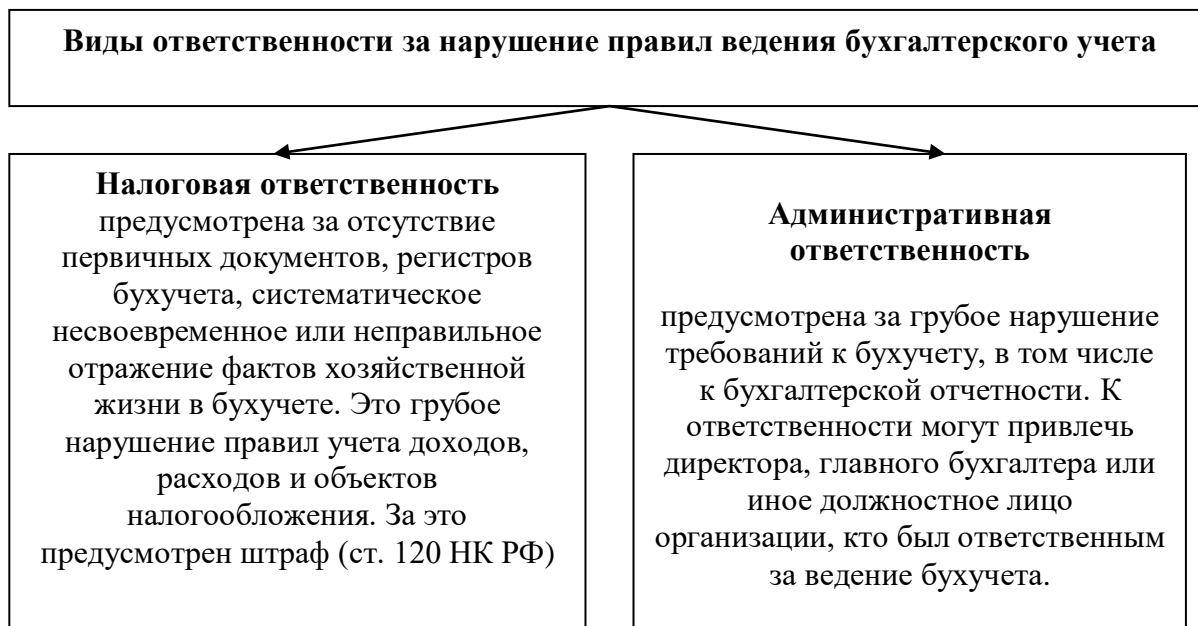 Виды ответственности за нарушение правил ведения бухгалтерского учета
Налоговая ответственность
предусмотрена за отсутствие
первичных документов, регистров
бухучета, систематическое
несвоевременное или неправильное
отражение фактов хозяйственной
жизни в бухучете. Это грубое
нарушение правил учета доходов,
расходов и объектов
налогообложения. За это
предусмотрен штраф (ст. 120 НК РФ)
Административная
ответственность
предусмотрена за грубое нарушение
требований к бухучету, в том числе
к бухгалтерской отчетности. К
ответственности могут привлечь
директора, главного бухгалтера или
иное должностное лицо
организации, кто был ответственным
за ведение бухучета.